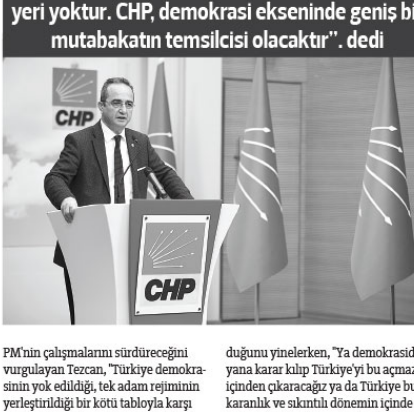 yeri yoktur. CHP, demokrasi ekseninde geniş bi
mutabakatın temsilcisi olacaktır”. dedi
CHP
CHP
PM'nin çalışmalarını sürdüreceğini
vurgulayan Tezcan, "Türkiye demokra-
sinin yok edildiği, tek adam rejiminin
yerleştirildiği bir kötü tabloyla karşı
duğunu yinelerken, "Ya demokrasid
yana karar kılıp Türkiye'yi bu açmaz
içinden çıkaracağız ya da Türkiye bu
karanlık ve sıkıntılı dönemin içinde